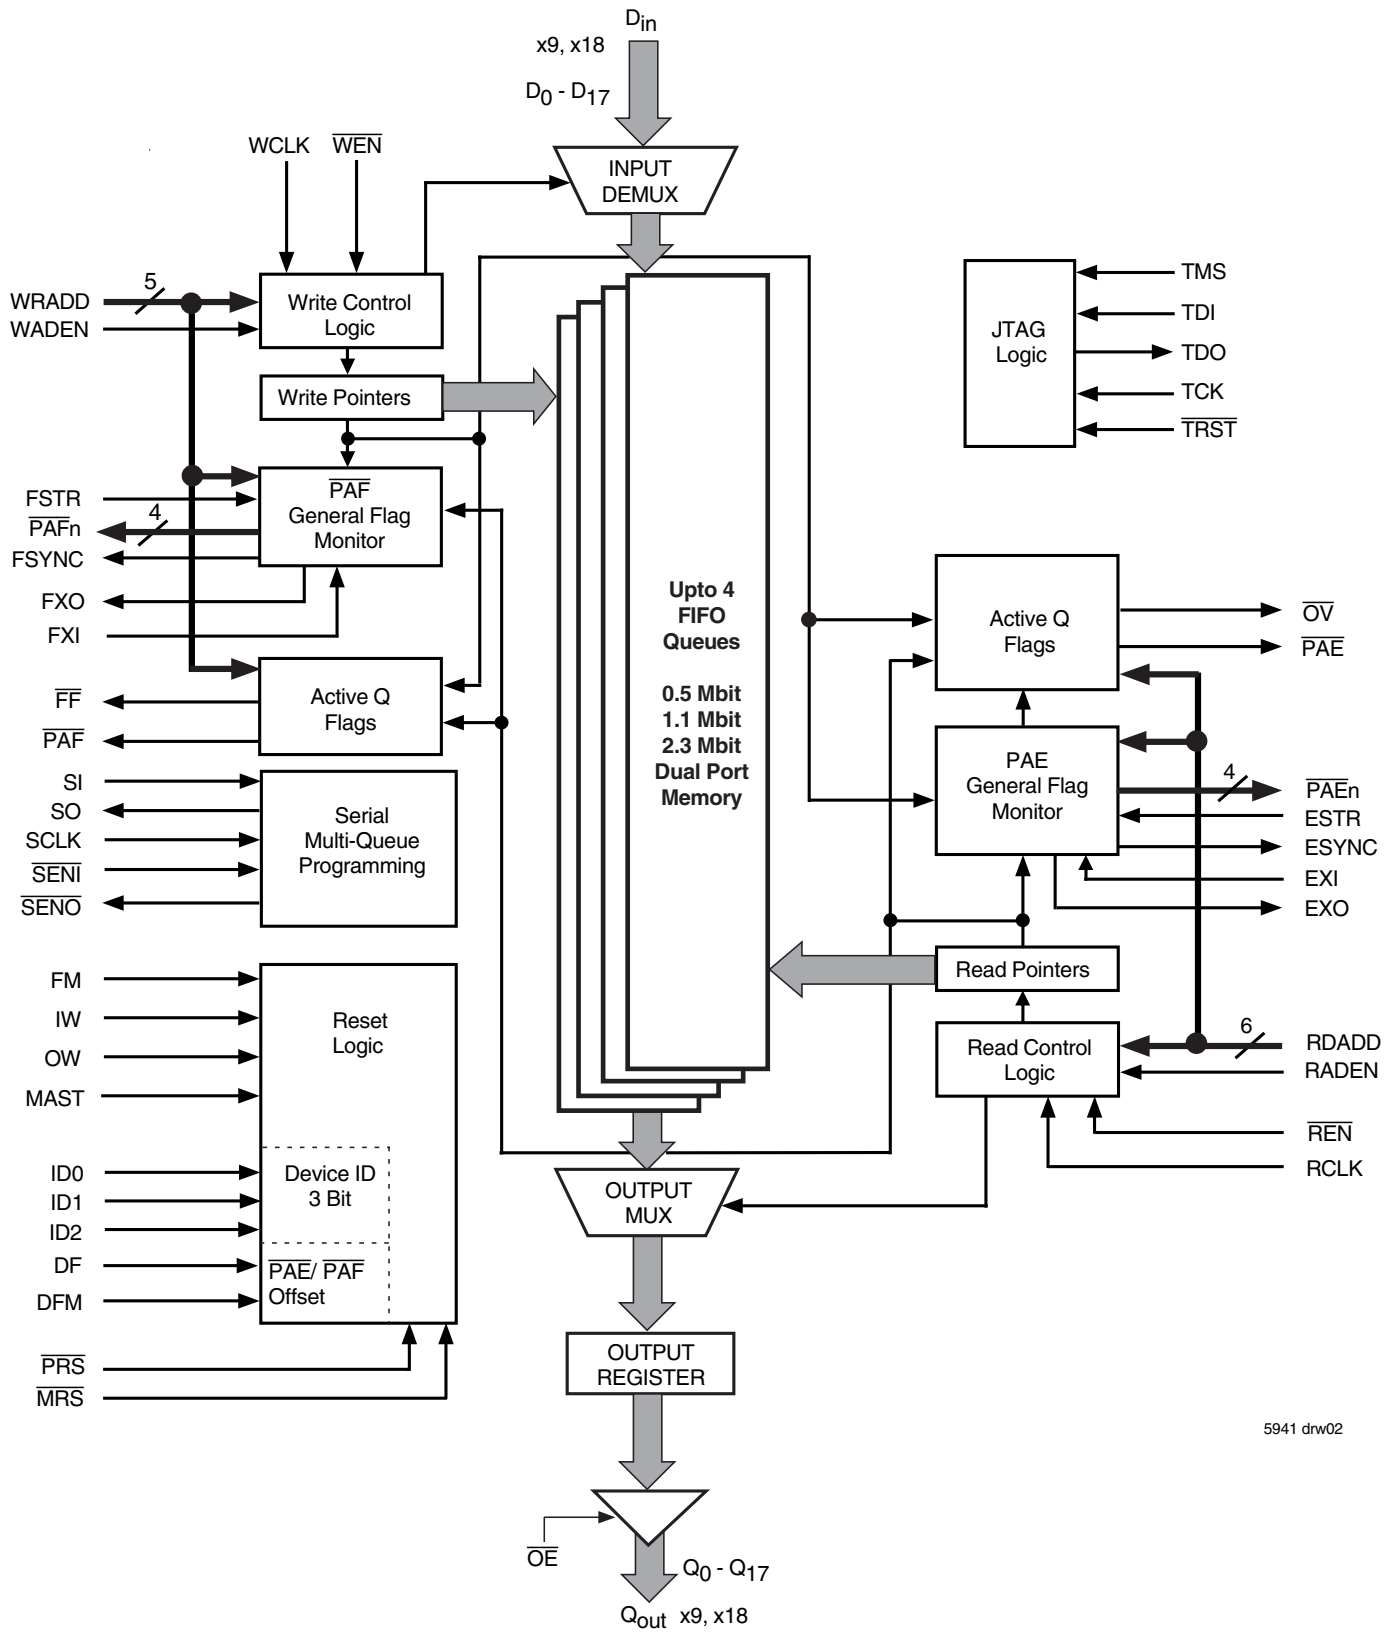 Din
x9, x18
D0 - D17
WCLK
WEN
INPUT
DEMUX
5
WRADD
WADEN
Write Control
Logic
Write Pointers
TMS
TDI
JTAG
Logic
TDO
TCK
TRST
FSTR
PAFn
4
FSYNC
PAF
General Flag
Monitor
FXO
FXI
FF
PAF
Active Q
Flags
Upto 4
FIFO
Queues
0.5 Mbit
1.1 Mbit
2.3 Mbit
Dual Port
Memory
Active Q
Flags
OV
PAE
PAE
General Flag
Monitor
4
PAEn
ESTR
ESYNC
EXI
EXO
SI
SO
SCLK
SENI
SENO
Serial
Multi-Queue
Programming
Read Pointers
Read Control
Logic
6
RDADD
RADEN
REN
RCLK
FM
IW
OW
MAST
Reset
Logic
ID0
ID1
ID2
Device ID
3 Bit
DF
DFM
PAE/ PAF
Offset
PRS
MRS
OUTPUT
MUX
OUTPUT
REGISTER
5941 drw02
OE
Q0 - Q17
Qout x9, x18